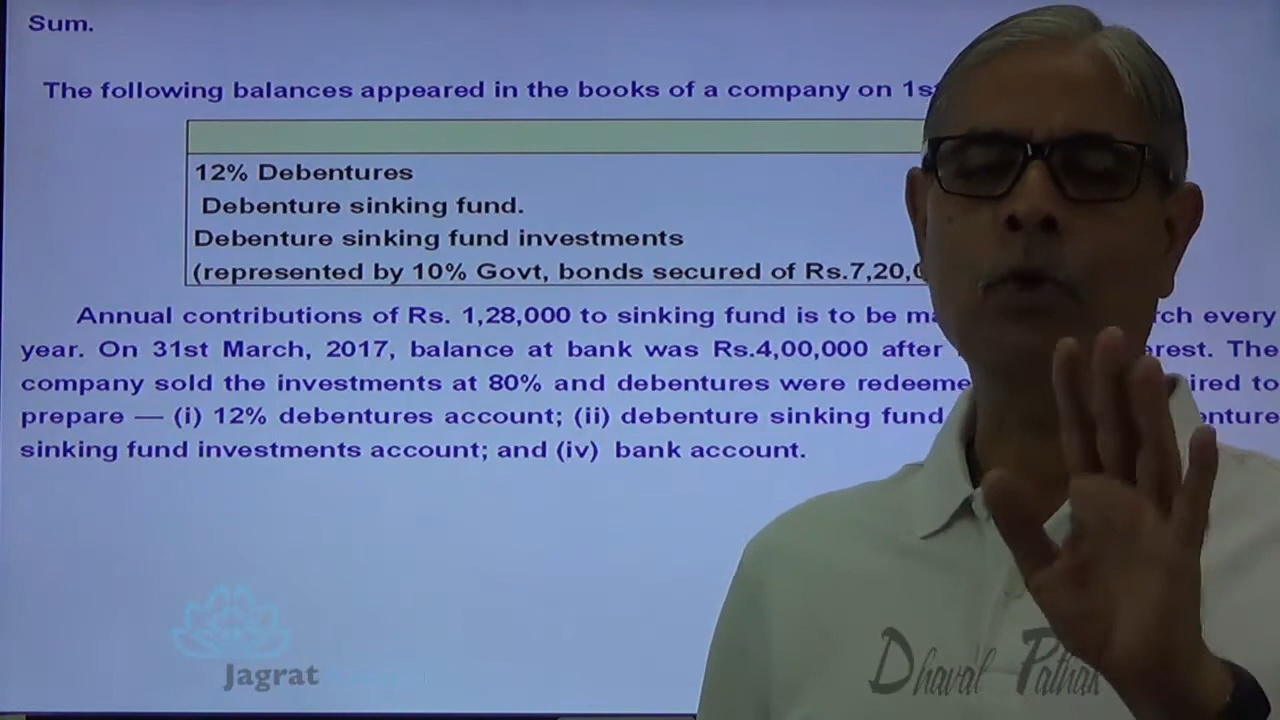 Sum.
The following balances appeared in the books of a company on 1s
12% Debentures
Debenture sinking fund.
Debenture sinking fund investments
(represented by 10% Govt, bonds secured of Rs.7,20,0
Annual contributions of Rs. 1,28,000 to sinking fund is to be ma rch every
year. On 31st March, 2017, balance at bank was Rs.4,00,000 after erest. The
company sold the investments at 80% and debentures were redeeme ired to
prepare — (i) 12% debentures account; (ii) debenture sinking fund enture
sinking fund investments account; and (iv) bank account.
Jagrat
Dhaval Pathak